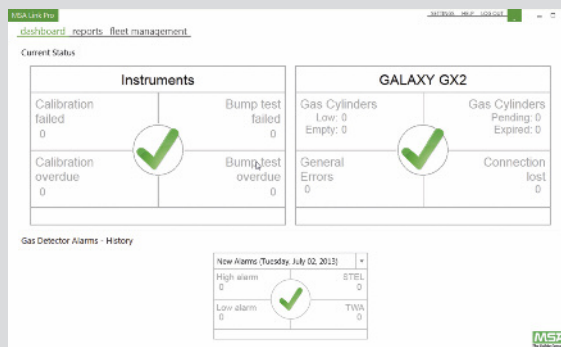 MSA Link Pro
SETTINGS HELP LOG OUT
dashboard reports fleet management
Current Status
Instruments
Calibration failed
0
Bump test failed
0
Calibration overdue
0
Bump test overdue
0
GALAXY GX2
Gas Cylinders
Low: 0
Empty: 0
Gas Cylinders
Pending: 0
Expired: 0
General Errors
0
Connection lost
0
Gas Detector Alarms - History
New Alarms (Tuesday, July 02, 2013)
High alarm
0
STEL
0
Low alarm
0
TWA
0
MSA